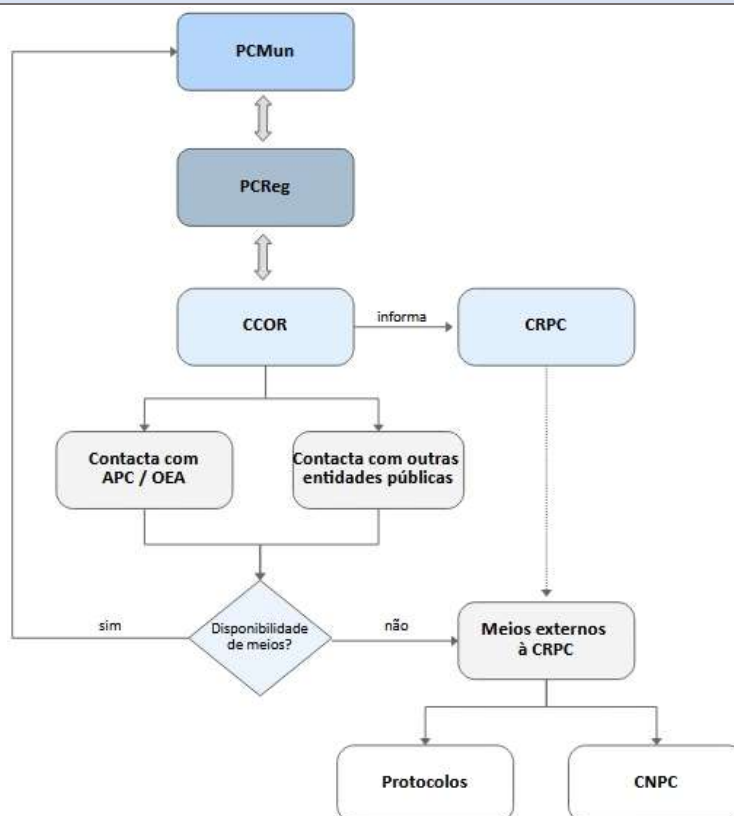 PCMun
PCReg
CCOR
informa
CRPC
Contacta com
APC / OEA
Contacta com outras
entidades públicas
sim
Disponibilidade
de meios?
não
Meios externos
à CRPC
Protocolos
CNPC